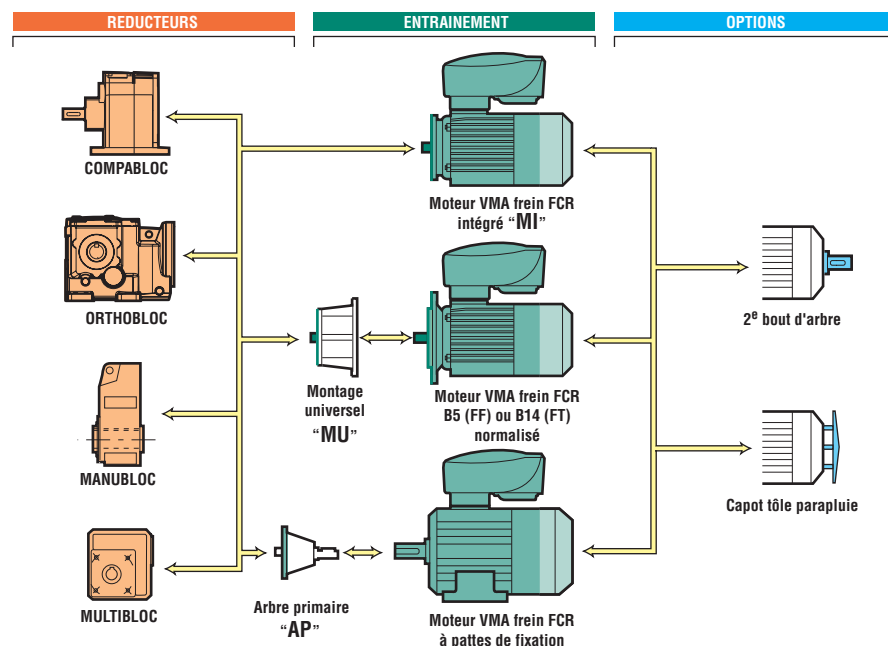 REDUCTEURS
ENTRAINEMENT
OPTIONS
COMPABLOC
Moteur VMA frein FCR
intégré “MI”
ORTHOBLOC
2e bout d'arbre
Montage
universel
“MU”
Moteur VMA frein FCR
B5 (FF) ou B14 (FT)
normalisé
MANUBLOC
Capot tôle parapluie
MULTIBLOC
Arbre primaire
“AP”
Moteur VMA frein FCR
à pattes de fixation